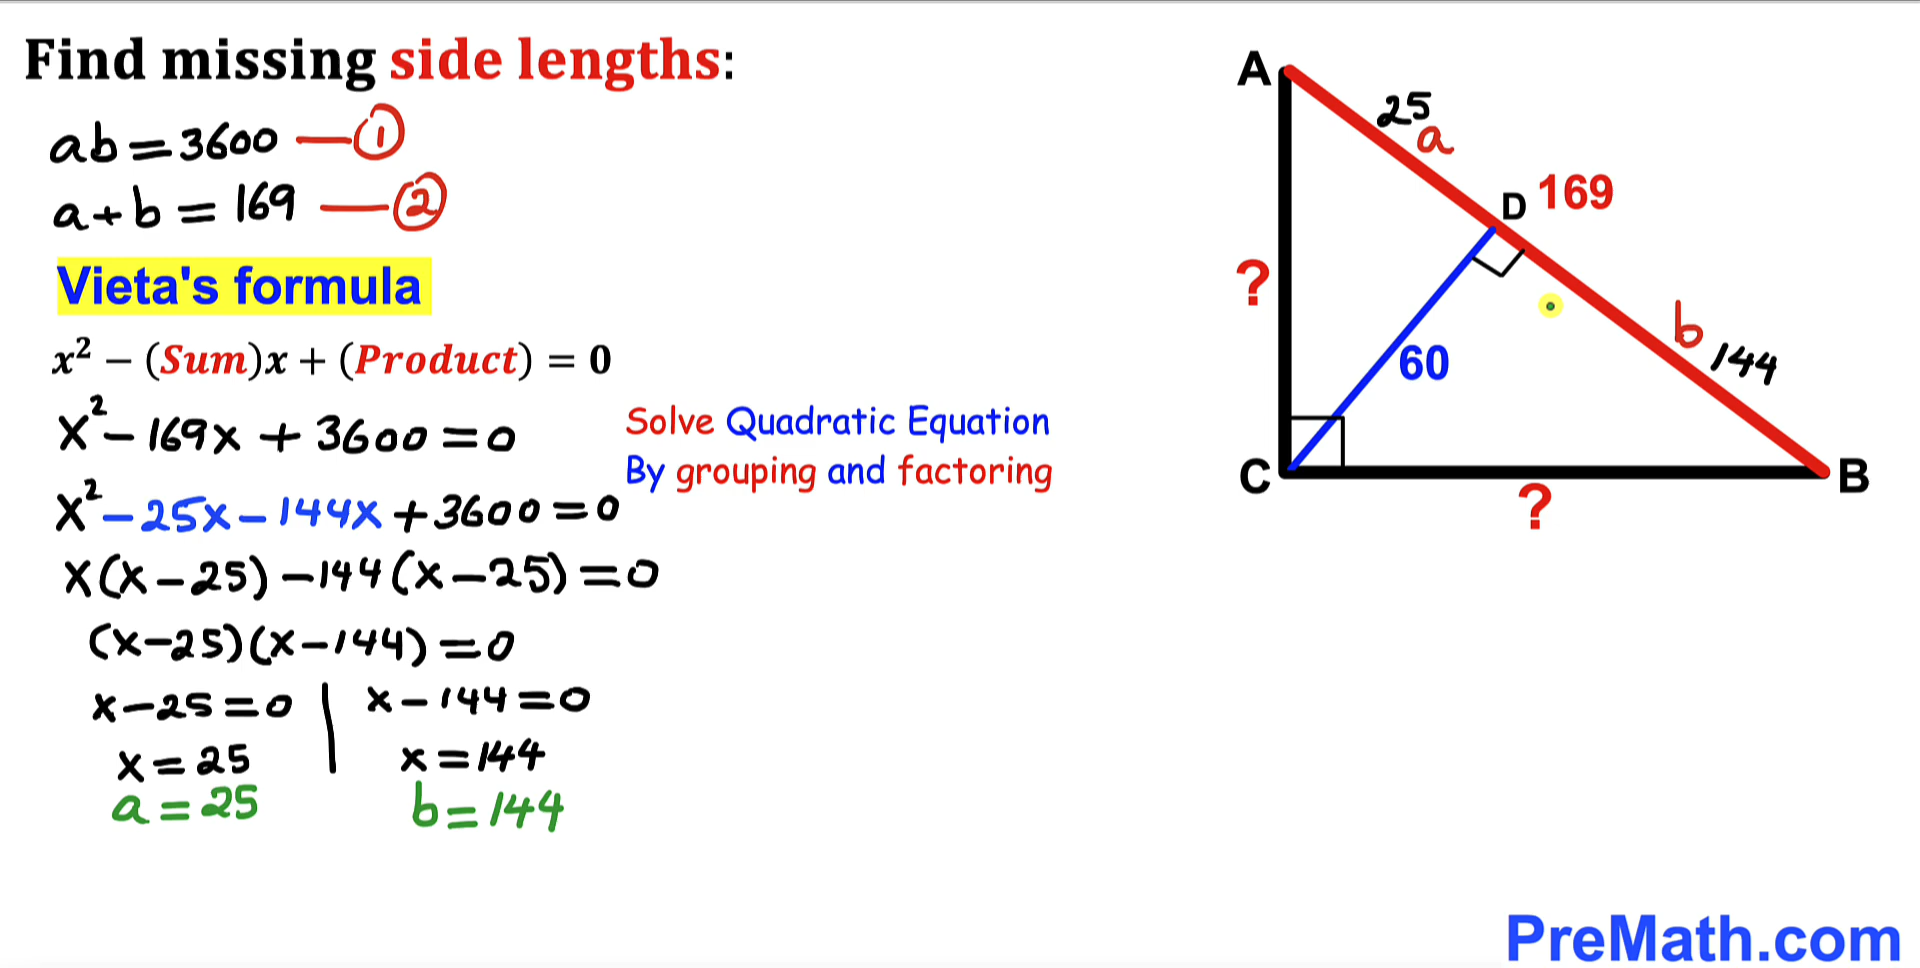 Find missing side lengths:
ab = 3600 — ①
a + b = 169 — ②
Vieta's formula
x² − (Sum)x + (Product) = 0
x² − 169x + 3600 = 0
x² − 25x − 144x + 3600 = 0
x(x − 25) − 144(x − 25) = 0
(x − 25)(x − 144) = 0
x − 25 = 0 | x − 144 = 0
x = 25
x = 144
a = 25
b = 144
Solve Quadratic Equation
By grouping and factoring
A
25
a
D 169
?
60
b
144
C
B
?
PreMath.com